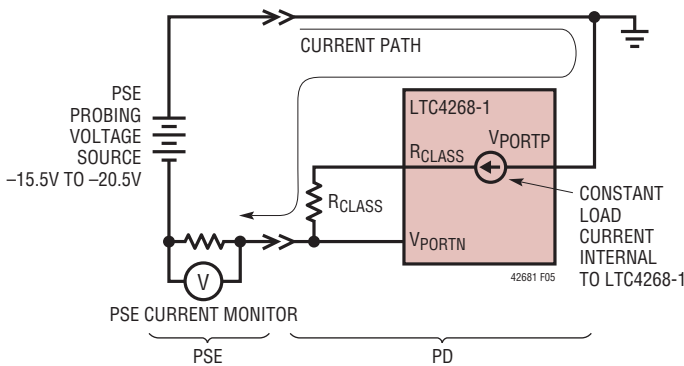 CURRENT PATH
PSE
PROBING
VOLTAGE
SOURCE
–15.5V TO –20.5V
LTC4268-1
VPORTP
RCLASS
RCLASS
VPORTN
CONSTANT
LOAD
CURRENT
INTERNAL
TO LTC4268-1
42681 F05
V
PSE CURRENT MONITOR
PSE
PD